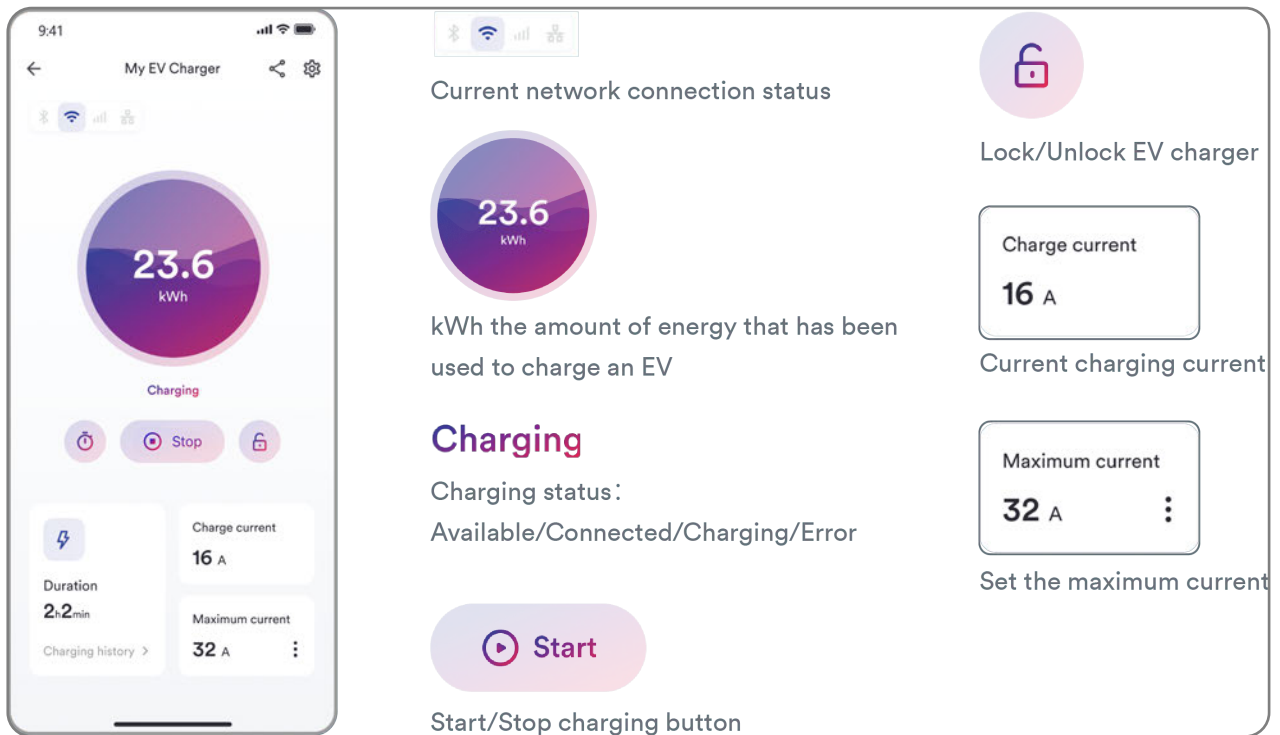 9:41
My EV Charger
23.6
kWh
Charging
Stop
Duration
2h2min
Charging history >
Charge current
16 A
Maximum current
32 A
Current network connection status
23.6
kWh
kWh the amount of energy that has been
used to charge an EV
Charging
Charging status:
Available/Connected/Charging/Error
Start
Start/Stop charging button
Lock/Unlock EV charger
Charge current
16 A
Current charging current
Maximum current
32 A
Set the maximum current